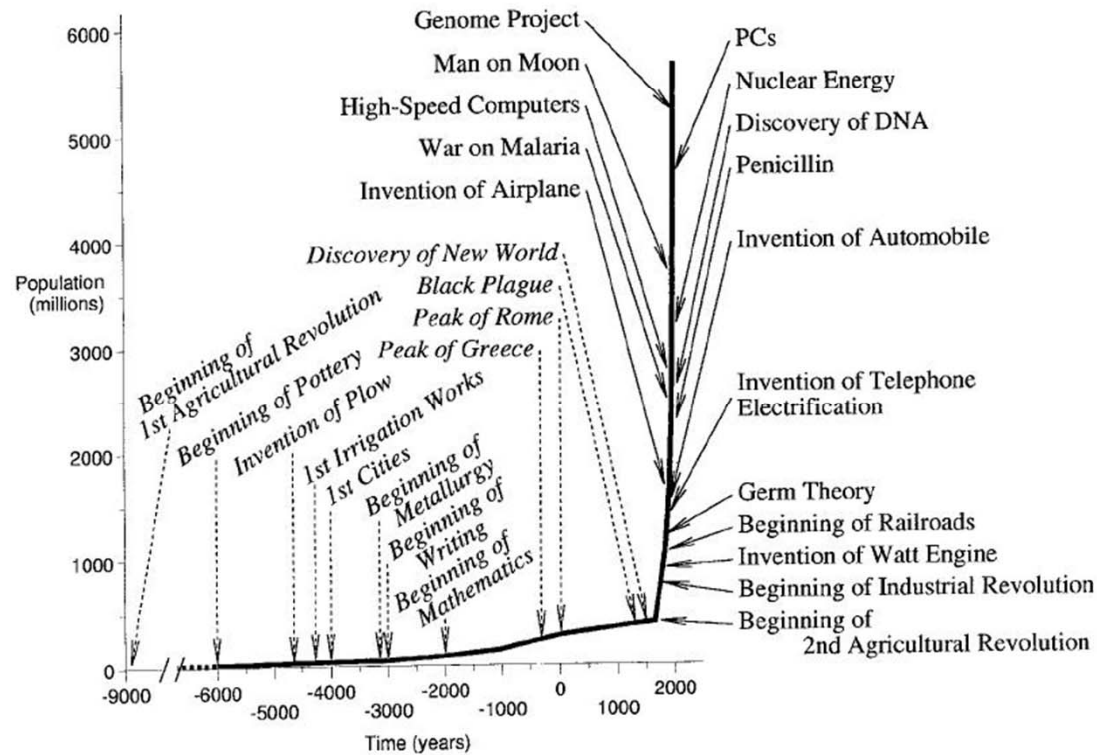 6000
5000
4000
3000
2000
1000
0
Population
(millions)
Genome Project
Man on Moon
High-Speed Computers
War on Malaria
Invention of Airplane
Discovery of New World
Black Plague
Peak of Rome
Peak of Greece
Beginning of
1st Agricultural Revolution
Beginning of Pottery
Invention of Plow
1st Irrigation Works
1st Cities
Beginning of
Metallurgy
Beginning of
Writing
Beginning of
Mathematics
PCs
Nuclear Energy
Discovery of DNA
Penicillin
Invention of Automobile
Invention of Telephone
Electrification
Germ Theory
Beginning of Railroads
Invention of Watt Engine
Beginning of Industrial Revolution
Beginning of
2nd Agricultural Revolution
-9000
-6000
-5000
-4000
-3000
-2000
-1000
0
1000
2000
Time (years)